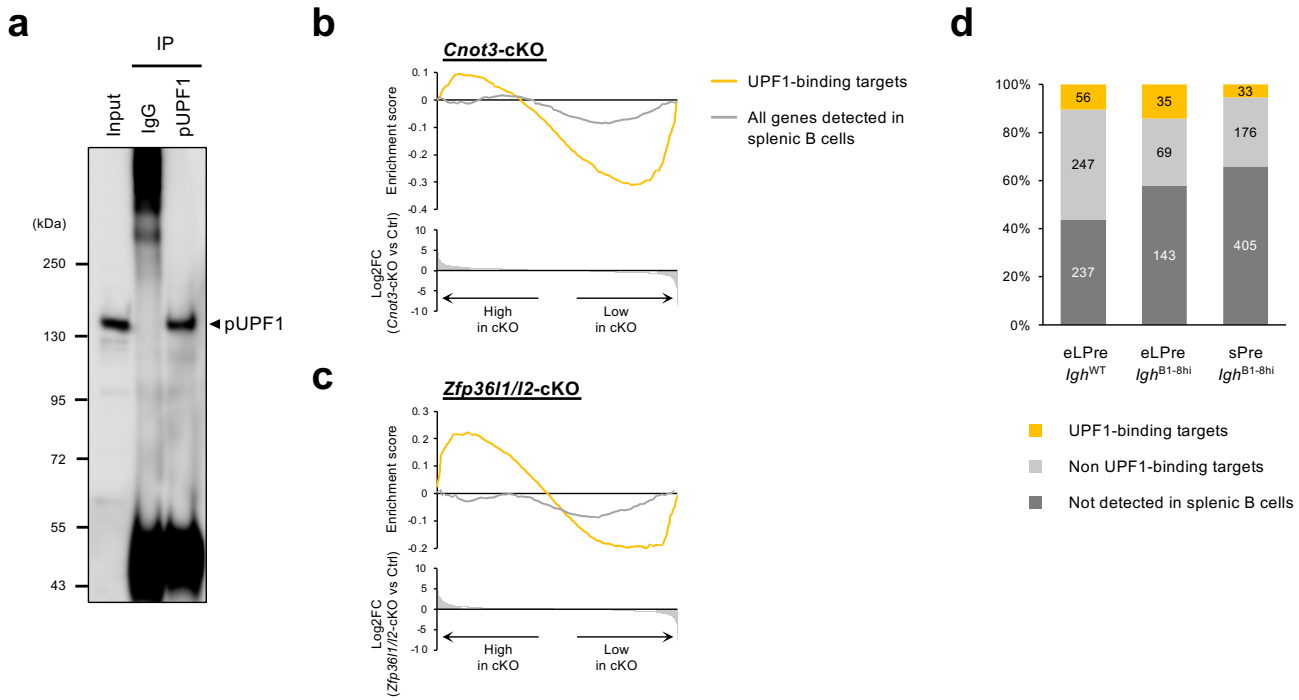 a
IP
Input
IgG
pUPF1
(kDa)
250
130
95
72
55
43
pUPF1
b
Cnot3-cKO
Enrichment score
0.1
0
-0.1
-0.2
-0.3
-0.4
Log2FC
(Cnot3-cKO vs Ctrl)
10
5
0
-5
-10
High
in cKO
Low
in cKO
UPF1-binding targets
All genes detected in
splenic B cells
c
Zfp36l1/l2-cKO
Enrichment score
0.3
0.2
0.1
0
-0.1
-0.2
Log2FC
(Zfp36l1/l2-cKO vs Ctrl)
10
5
0
-5
-10
High
in cKO
Low
in cKO
d
100%
80%
60%
40%
20%
0%
56
35
33
247
69
176
237
143
405
eLPre
IghWT
eLPre
IghB1-8hi
sPre
IghB1-8hi
UPF1-binding targets
Non UPF1-binding targets
Not detected in splenic B cells